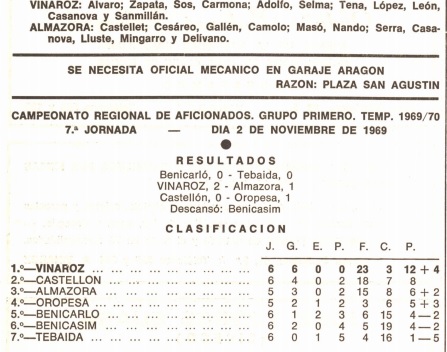 VINAROZ: Alvaro; Zapata, Sos, Carmona; Adolfo, Selma; Tena, López, León,
Casanova y Sanmillán.
ALMAZORA: Castellet; Cesáreo, Gallén, Camolo; Masó, Nando; Serra, Casa-
nova, Lluste, Mingarro y Delivano.
SE NECESITA OFICIAL MECANICO EN GARAJE ARAGON
RAZON: PLAZA SAN AGUSTIN
CAMPEONATO REGIONAL DE AFICIONADOS. GRUPO PRIMERO. TEMP. 1969/70
7.ª JORNADA — DIA 2 DE NOVIEMBRE DE 1969
RESULTADOS
Benicarló, 0 - Tebaida, 0
VINAROZ, 2 - Almazora, 1
Castellón, 0 - Oropesa, 1
Descansó: Benicasim
CLASIFICACION
J. G. E. P. F. C. P.
1.º—VINAROZ ... ... ... ... ... ... ... ... 6 6 0 0 23 3 12 + 4
2.º—CASTELLON ... ... ... ... ... ... ... 6 4 0 2 18 7 8
3.º—ALMAZORA ... ... ... ... ... ... ... 5 3 0 2 15 8 6 + 2
4.º—OROPESA ... ... ... ... ... ... ... ... 5 2 1 2 3 6 5 + 3
5.º—BENICARLO ... ... ... ... ... ... ... 6 1 2 3 6 15 4 — 2
6.º—BENICASIM ... ... ... ... ... ... ... 6 2 0 4 5 19 4 — 2
7.º—TEBAIDA ... ... ... ... ... ... ... ... 6 0 1 5 4 16 1 — 2